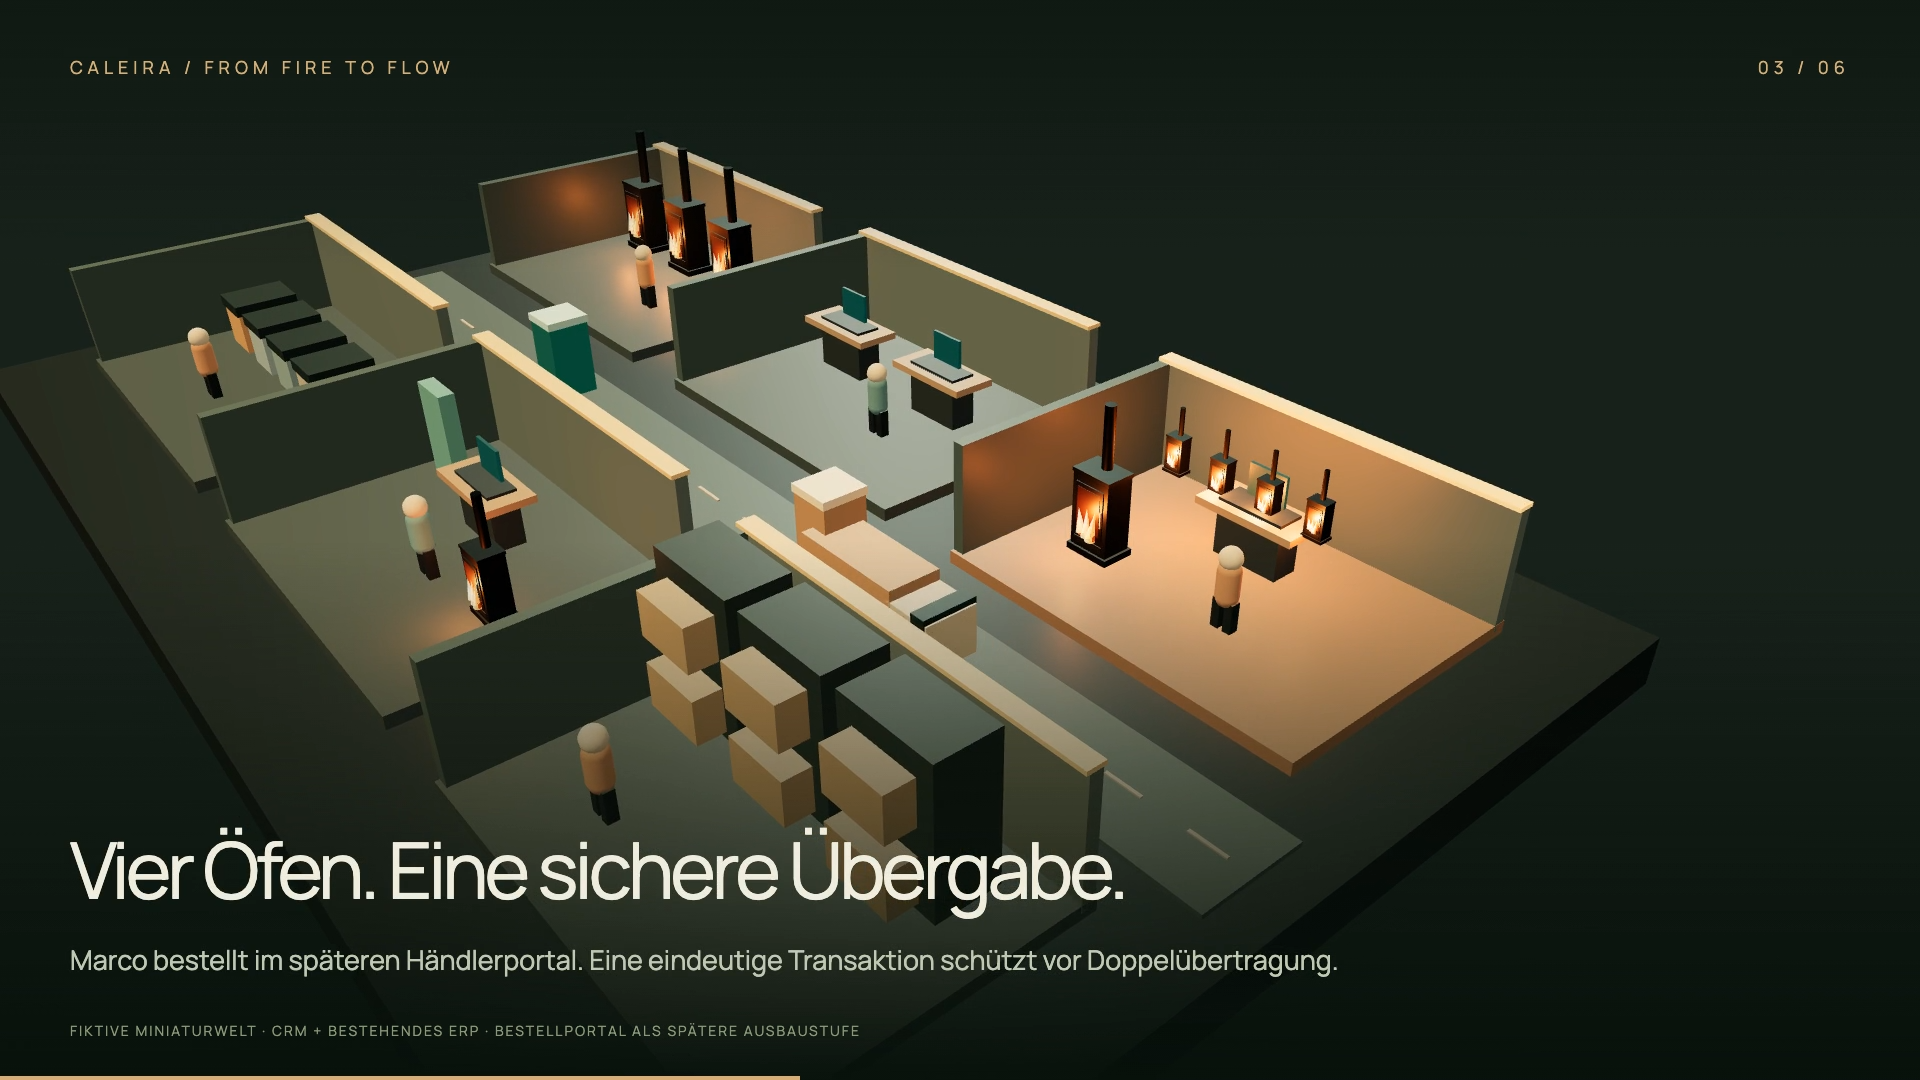 CALEIRA / FROM FIRE TO FLOW
03 / 06
Vier Öfen. Eine sichere Übergabe.
Marco bestellt im späteren Händlerportal. Eine eindeutige Transaktion schützt vor Doppelübertragung.
FIKTIVE MINIATURWELT · CRM + BESTEHENDES ERP · BESTELLPORTAL ALS SPÄTERE AUSBAUSTUFE